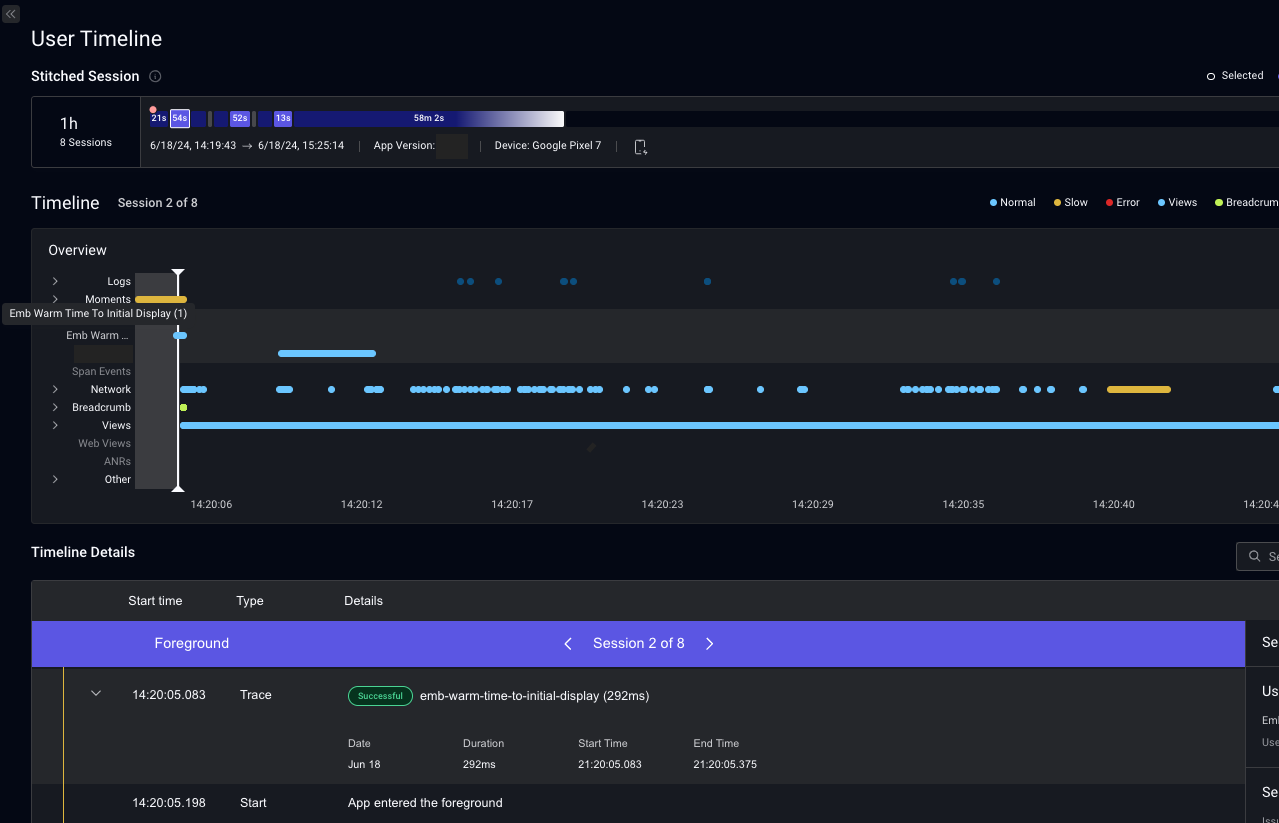 User Timeline
Stitched Session
Selected
1h
8 Sessions
21s 54s 52s 13s 58m 2s
6/18/24, 14:19:43 → 6/18/24, 15:25:14 | App Version: | Device: Google Pixel 7 |
Timeline Session 2 of 8
Normal Slow Error Views Breadcrum
Overview
Logs
Moments
Emb Warm Time To Initial Display (1)
Emb Warm ...
Span Events
Network
Breadcrumb
Views
Web Views
ANRs
Other
14:20:06 14:20:12 14:20:17 14:20:23 14:20:29 14:20:35 14:20:40 14:20:4
Timeline Details
Se
Start time Type Details
Foreground Session 2 of 8
Se
14:20:05.083 Trace Successful emb-warm-time-to-initial-display (292ms)
Us
Emb
Use
Date Duration Start Time End Time
Jun 18 292ms 21:20:05.083 21:20:05.375
14:20:05.198 Start App entered the foreground
Se